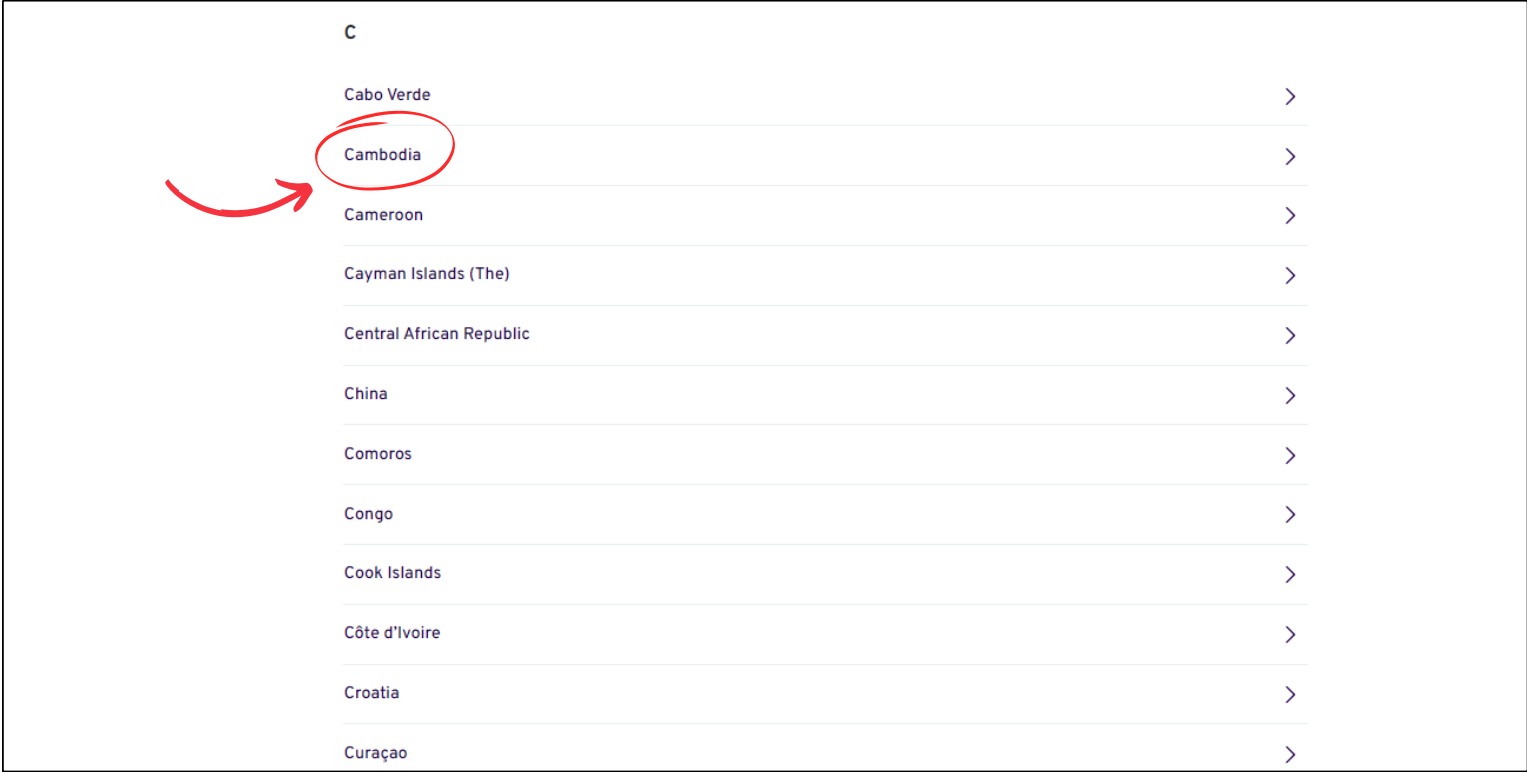 C
Cabo Verde
Cambodia
Cameroon
Cayman Islands (The)
Central African Republic
China
Comoros
Congo
Cook Islands
Côte d’Ivoire
Croatia
Curaçao